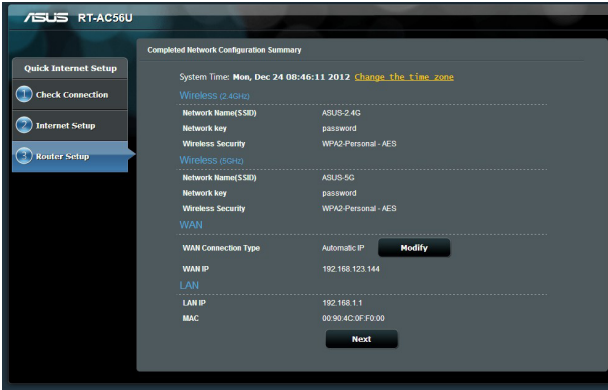 ASUS RT-AC56U
Completed Network Configuration Summary
Quick Internet Setup
1 Check Connection
2 Internet Setup
3 Router Setup
System Time: Mon, Dec 24 08:46:11 2012 Change the time zone
Wireless (2.4GHz)
Network Name(SSID) ASUS-2.4G
Network key password
Wireless Security WPA2-Personal - AES
Wireless (5GHz)
Network Name(SSID) ASUS-5G
Network key password
Wireless Security WPA2-Personal - AES
WAN
WAN Connection Type Automatic IP Modify
WAN IP 192.168.123.144
LAN
LAN IP 192.168.1.1
MAC 00:90:4C:0F:F0:00
Next